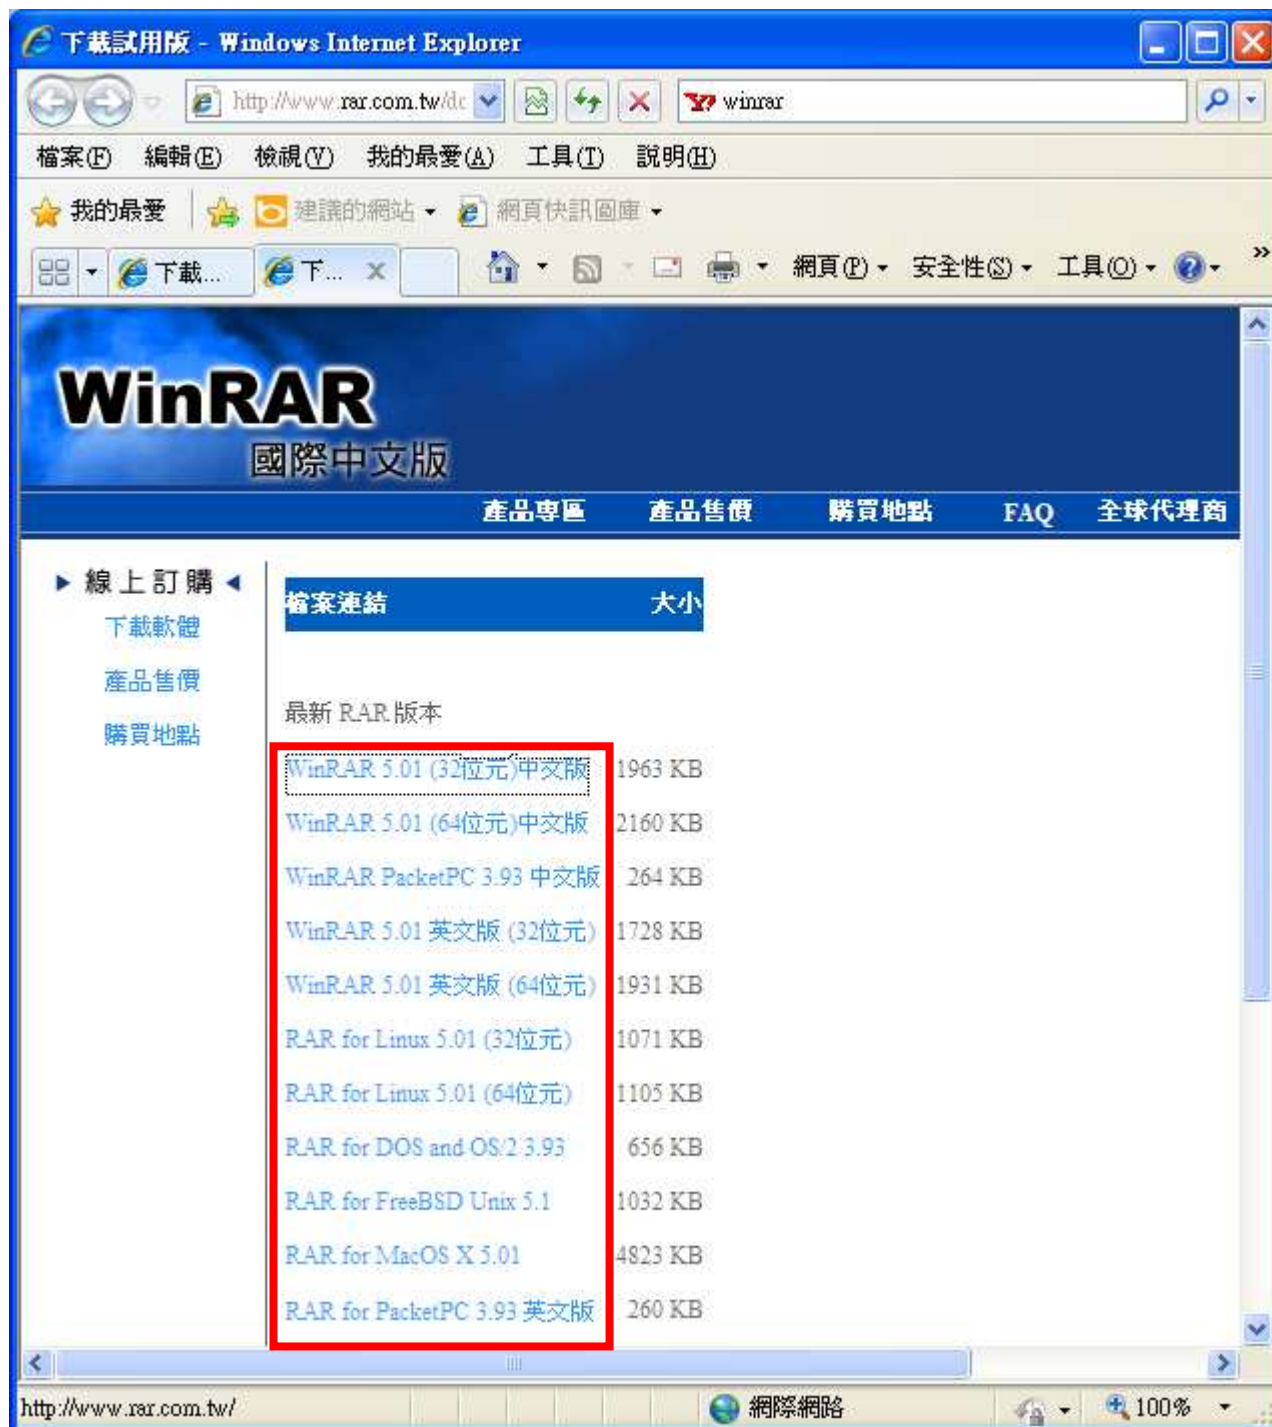 下載試用版 - Windows Internet Explorer
http://www.rar.com.tw/dc
winrar
檔案(F) 編輯(E) 檢視(V) 我的最愛(A) 工具(T) 說明(H)
我的最愛 建議的網站 網頁快訊圖庫
下載... 下... 網頁(P) 安全性(S) 工具(O) »
WinRAR
國際中文版
產品專區 產品售價 購買地點 FAQ 全球代理商
線上訂購
下載軟體
產品售價
購買地點
檔案連結 大小
最新 RAR 版本
WinRAR 5.01 (32位元)中文版 1963 KB
WinRAR 5.01 (64位元)中文版 2160 KB
WinRAR PacketPC 3.93 中文版 264 KB
WinRAR 5.01 英文版 (32位元) 1728 KB
WinRAR 5.01 英文版 (64位元) 1931 KB
RAR for Linux 5.01 (32位元) 1071 KB
RAR for Linux 5.01 (64位元) 1105 KB
RAR for DOS and OS/2 3.93 656 KB
RAR for FreeBSD Unix 5.1 1032 KB
RAR for MacOS X 5.01 4823 KB
RAR for PacketPC 3.93 英文版 260 KB
http://www.rar.com.tw/ 網際網路 100%